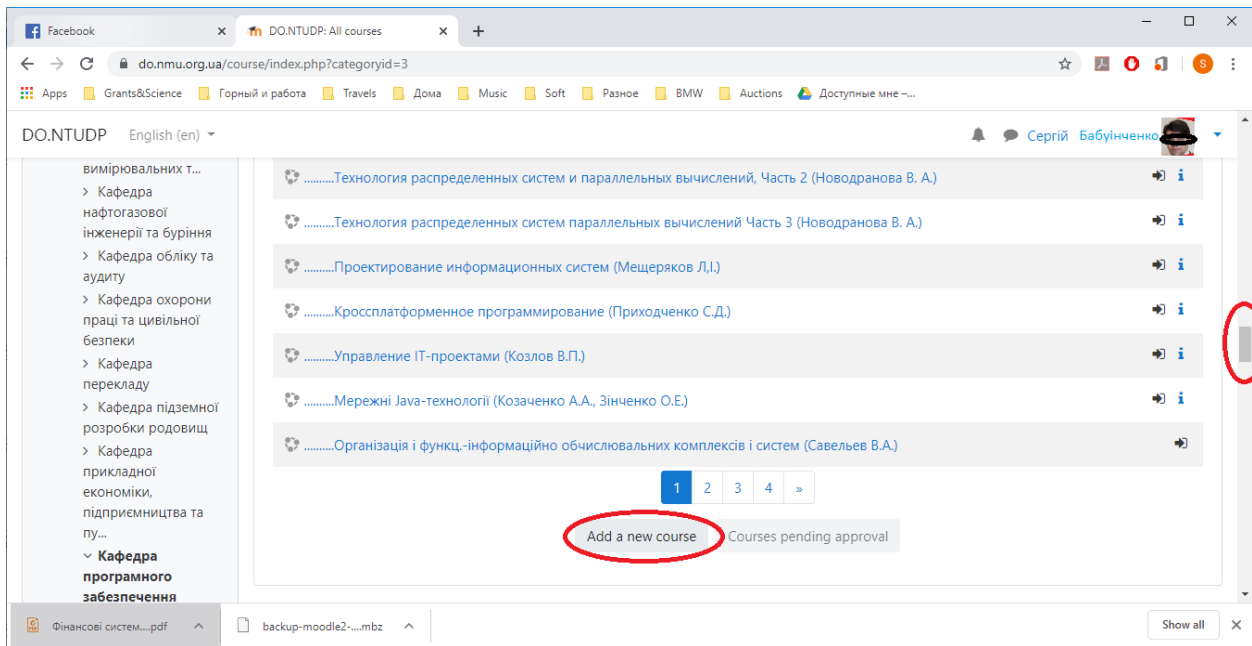 Facebook
DO.NTUDP: All courses
do.nmu.org.ua/course/index.php?categoryid=3
S
Apps Grants&Science Горный и работа Travels Дома Music Soft Разное BMW Auctions Доступные мне –...
DO.NTUDP English (en) Сергій Бабуінченко
вимірювальних т...
Кафедра
нафтогазової
інженерії та буріння
Кафедра обліку та
аудиту
Кафедра охорони
праці та цивільної
безпеки
Кафедра
перекладу
Кафедра підземної
розробки родовищ
Кафедра
прикладної
економіки,
підприємництва та
пу...
Кафедра
програмного
забезпечення
..........Технология распределенных систем и параллельных вычислений, Часть 2 (Новодранова В. А.)
..........Технология распределенных систем параллельных вычислений Часть 3 (Новодранова В. А.)
..........Проектирование информационных систем (Мещеряков Л,І.)
..........Кроссплатформенное программирование (Приходченко С.Д.)
..........Управление IT-проектами (Козлов В.П.)
..........Мережні Java-технології (Козаченко А.А., Зінченко О.Е.)
..........Організація і функц.-інформаційно обчислювальних комплексів і систем (Савельев В.А.)
1 2 3 4 »
Add a new course Courses pending approval
Фінансові систем....pdf backup-moodle2-....mbz Show all